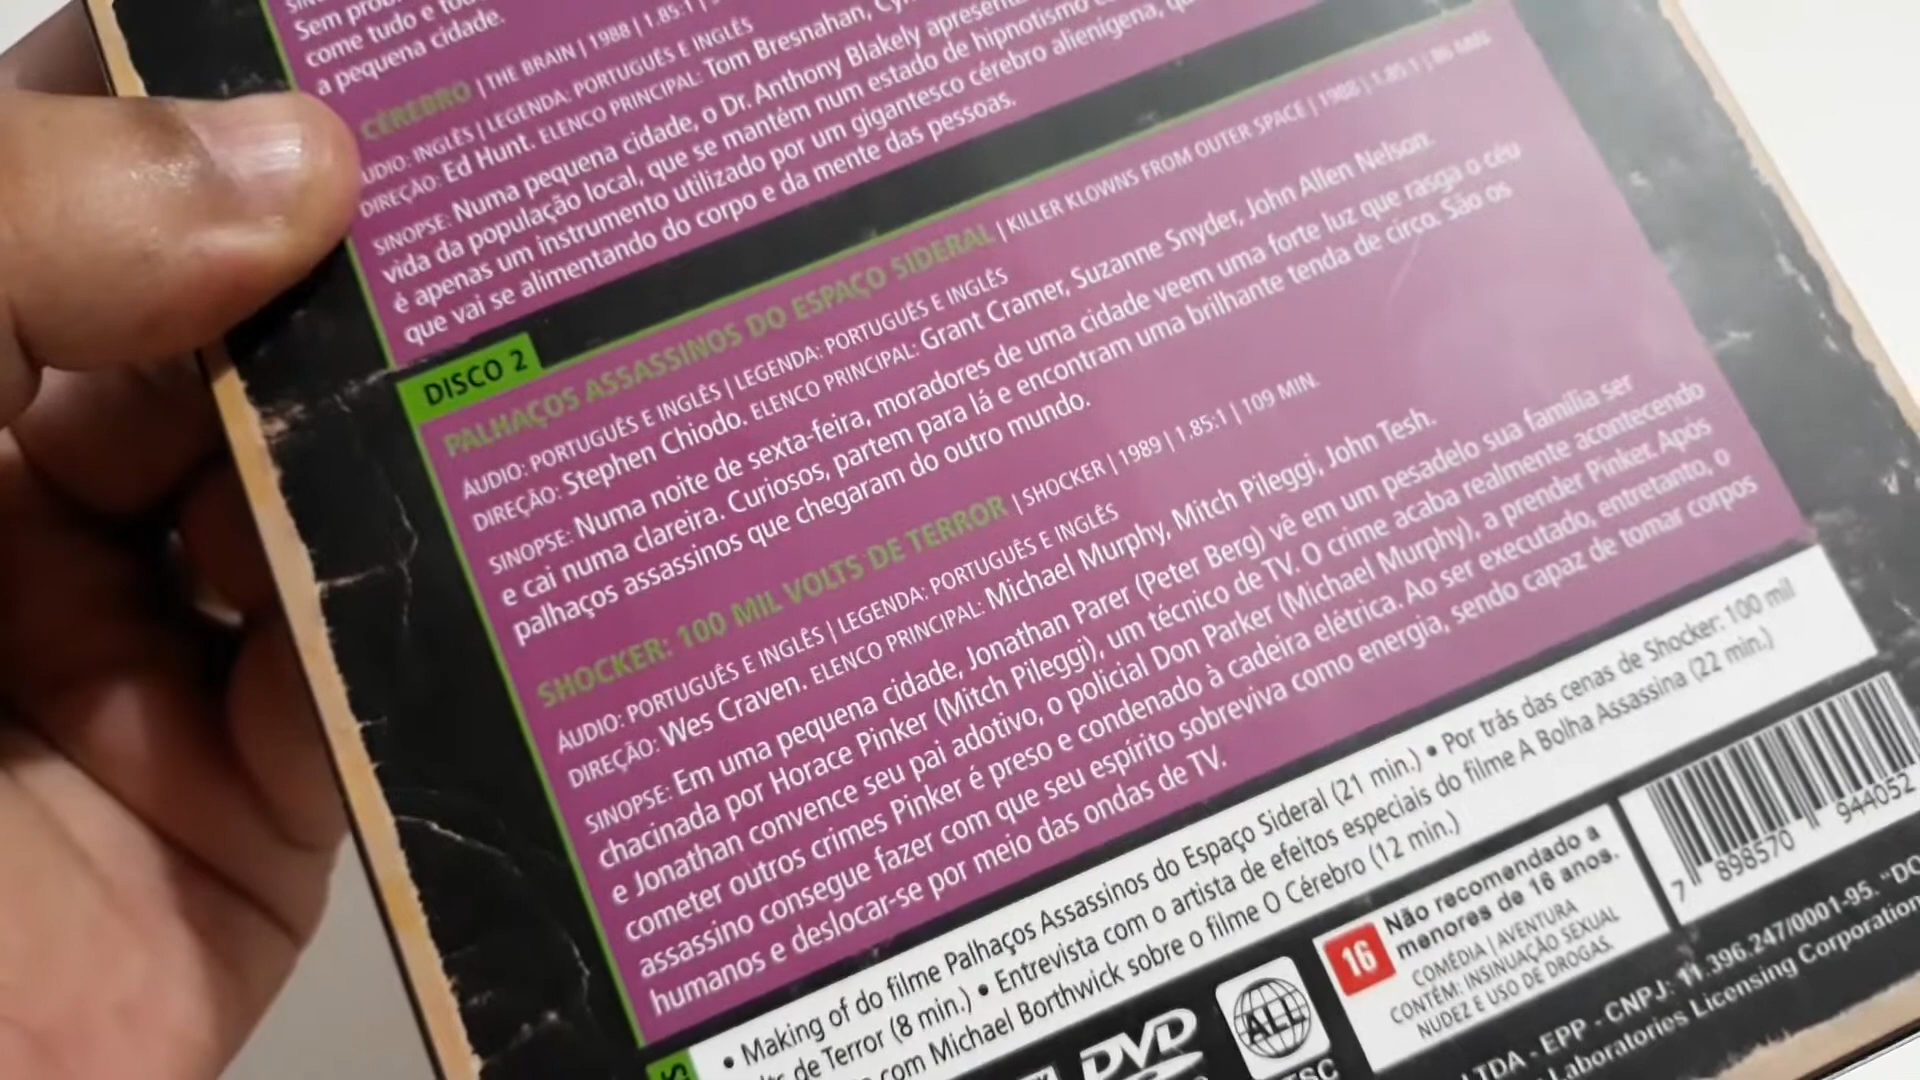 Sem
come tudo e
a pequena cidade.
CÉREBRO | THE BRAIN | 1988 | 1.85:1 |
ÁUDIO: INGLÊS | LEGENDA: PORTUGUÊS E INGLÊS
DIREÇÃO: Ed Hunt. ELENCO PRINCIPAL: Tom Bresnahan,
SINOPSE: Numa pequena cidade, o Dr. Anthony Blakely
vida da população local, que se mantém num estado de hipnotismo
é apenas um instrumento utilizado por um gigantesco cérebro alienígena,
que vai se alimentando do corpo e da mente das pessoas.
DISCO 2
PALHAÇOS ASSASSINOS DO ESPAÇO SIDERAL | KILLER KLOWNS FROM OUTER SPACE | 1988 | 1.85:1 | 86 MIN.
ÁUDIO: PORTUGUÊS E INGLÊS | LEGENDA: PORTUGUÊS E INGLÊS
DIREÇÃO: Stephen Chiodo. ELENCO PRINCIPAL: Grant Cramer, Suzanne Snyder, John Allen Nelson.
SINOPSE: Numa noite de sexta-feira, moradores de uma cidade veem uma forte luz que rasga o céu
e cai numa clareira. Curiosos, partem para lá e encontram uma brilhante tenda de circo. São os
palhaços assassinos que chegaram do outro mundo.
SHOCKER: 100 MIL VOLTS DE TERROR | SHOCKER | 1989 | 1.85:1 | 109 MIN.
ÁUDIO: PORTUGUÊS E INGLÊS | LEGENDA: PORTUGUÊS E INGLÊS
DIREÇÃO: Wes Craven. ELENCO PRINCIPAL: Michael Murphy, Mitch Pileggi, John Tesh.
SINOPSE: Em uma pequena cidade, Jonathan Parer (Peter Berg) vê em um pesadelo sua família ser
chacinada por Horace Pinker (Mitch Pileggi), um técnico de TV. O crime acaba realmente acontecendo
e Jonathan convence seu pai adotivo, o policial Don Parker (Michael Murphy), a prender Pinker. Após
cometer outros crimes Pinker é preso e condenado à cadeira elétrica. Ao ser executado, entretanto, o
assassino consegue fazer com que seu espírito sobreviva como energia, sendo capaz de tomar corpos
humanos e deslocar-se por meio das ondas de TV.
• Making of do filme Palhaços Assassinos do Espaço Sideral (21 min.) • Por trás das cenas de Shocker: 100 mil
de Terror (8 min.) • Entrevista com o artista de efeitos especiais do filme A Bolha Assassina (22 min.)
com Michael Borthwick sobre o filme O Cérebro (12 min.)
DVD
ALL
16
Não recomendado a
menores de 16 anos.
COMÉDIA | AVENTURA
CONTÉM: INSINUAÇÃO SEXUAL
NUDEZ E USO DE DROGAS.
7 898570 944052
LTDA - EPP - CNPJ: 11.396.247/0001-95.
Laboratories Licensing Corporation